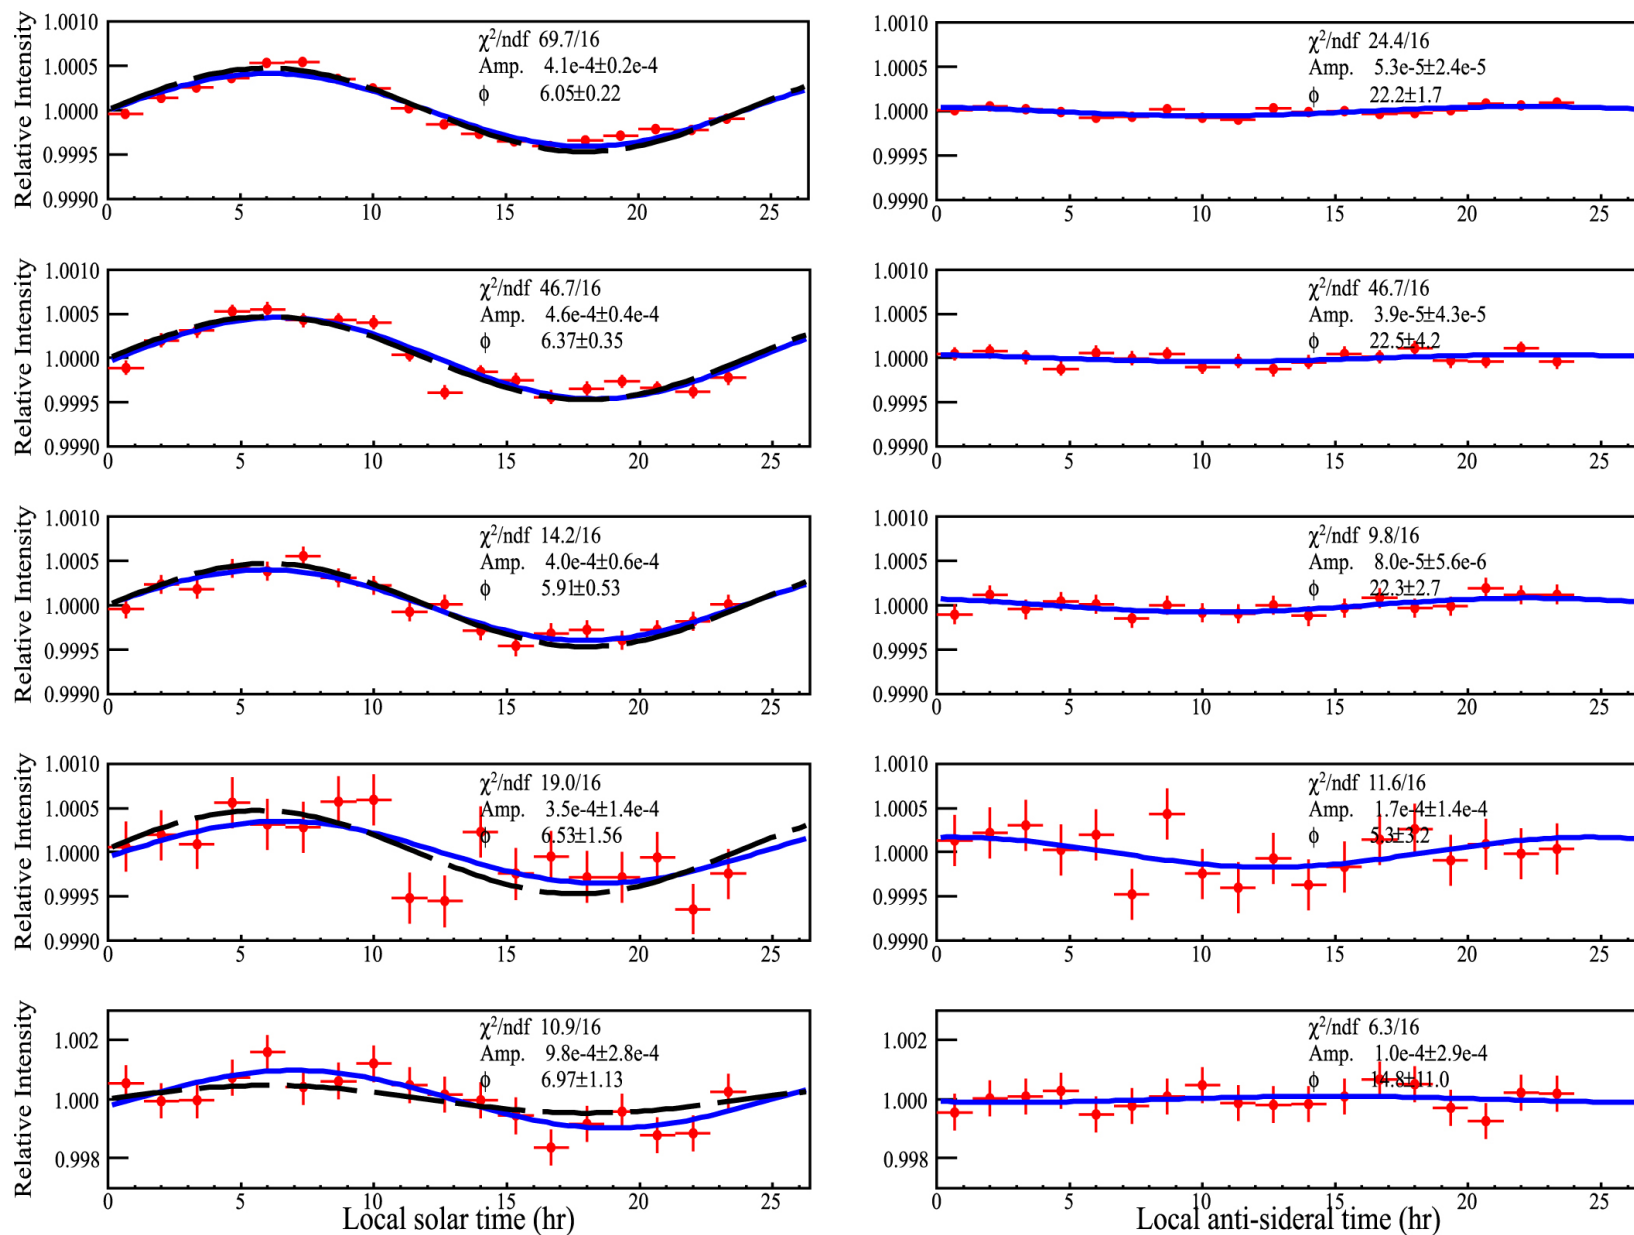 Relative Intensity
1.0010
1.0005
1.0000
0.9995
0.9990
χ²/ndf 69.7/16
Amp. 4.1e-4±0.2e-4
ϕ 6.05±0.22
0 5 10 15 20 25
1.0010
1.0005
1.0000
0.9995
0.9990
χ²/ndf 24.4/16
Amp. 5.3e-5±2.4e-5
ϕ 22.2±1.7
0 5 10 15 20 25
Relative Intensity
1.0010
1.0005
1.0000
0.9995
0.9990
χ²/ndf 46.7/16
Amp. 4.6e-4±0.4e-4
ϕ 6.37±0.35
0 5 10 15 20 25
1.0010
1.0005
1.0000
0.9995
0.9990
χ²/ndf 46.7/16
Amp. 3.9e-5±4.3e-5
ϕ 22.5±4.2
0 5 10 15 20 25
Relative Intensity
1.0010
1.0005
1.0000
0.9995
0.9990
χ²/ndf 14.2/16
Amp. 4.0e-4±0.6e-4
ϕ 5.91±0.53
0 5 10 15 20 25
1.0010
1.0005
1.0000
0.9995
0.9990
χ²/ndf 9.8/16
Amp. 8.0e-5±5.6e-6
ϕ 22.3±2.7
0 5 10 15 20 25
Relative Intensity
1.0010
1.0005
1.0000
0.9995
0.9990
χ²/ndf 19.0/16
Amp. 3.5e-4±1.4e-4
ϕ 6.53±1.56
0 5 10 15 20 25
1.0010
1.0005
1.0000
0.9995
0.9990
χ²/ndf 11.6/16
Amp. 1.7e-4±1.4e-4
ϕ 5.3±3.2
0 5 10 15 20 25
Relative Intensity
1.002
1.000
0.998
χ²/ndf 10.9/16
Amp. 9.8e-4±2.8e-4
ϕ 6.97±1.13
0 5 10 15 20 25
Local solar time (hr)
1.002
1.000
0.998
χ²/ndf 6.3/16
Amp. 1.0e-4±2.9e-4
ϕ 14.8±11.0
0 5 10 15 20 25
Local anti-sideral time (hr)